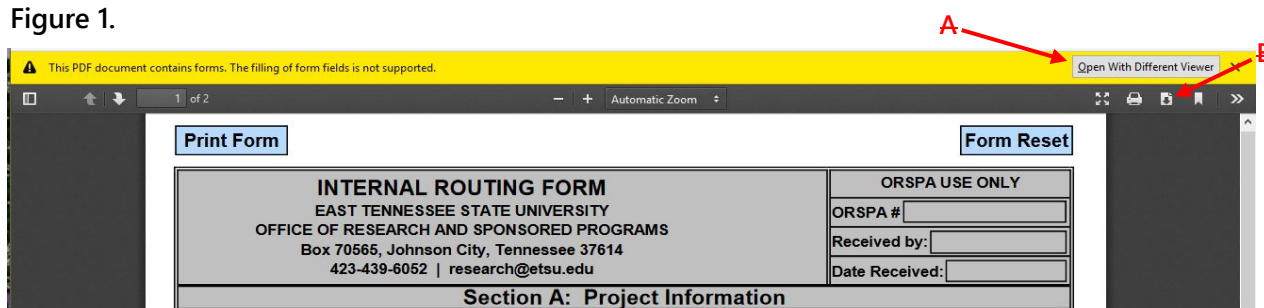 Figure 1.
A
B
This PDF document contains forms. The filling of form fields is not supported.
Open With Different Viewer
1 of 2
Automatic Zoom
Print Form
Form Reset
INTERNAL ROUTING FORM
EAST TENNESSEE STATE UNIVERSITY
OFFICE OF RESEARCH AND SPONSORED PROGRAMS
Box 70565, Johnson City, Tennessee 37614
423-439-6052 | research@etsu.edu
ORSPA USE ONLY
ORSPA #
Received by:
Date Received:
Section A: Project Information